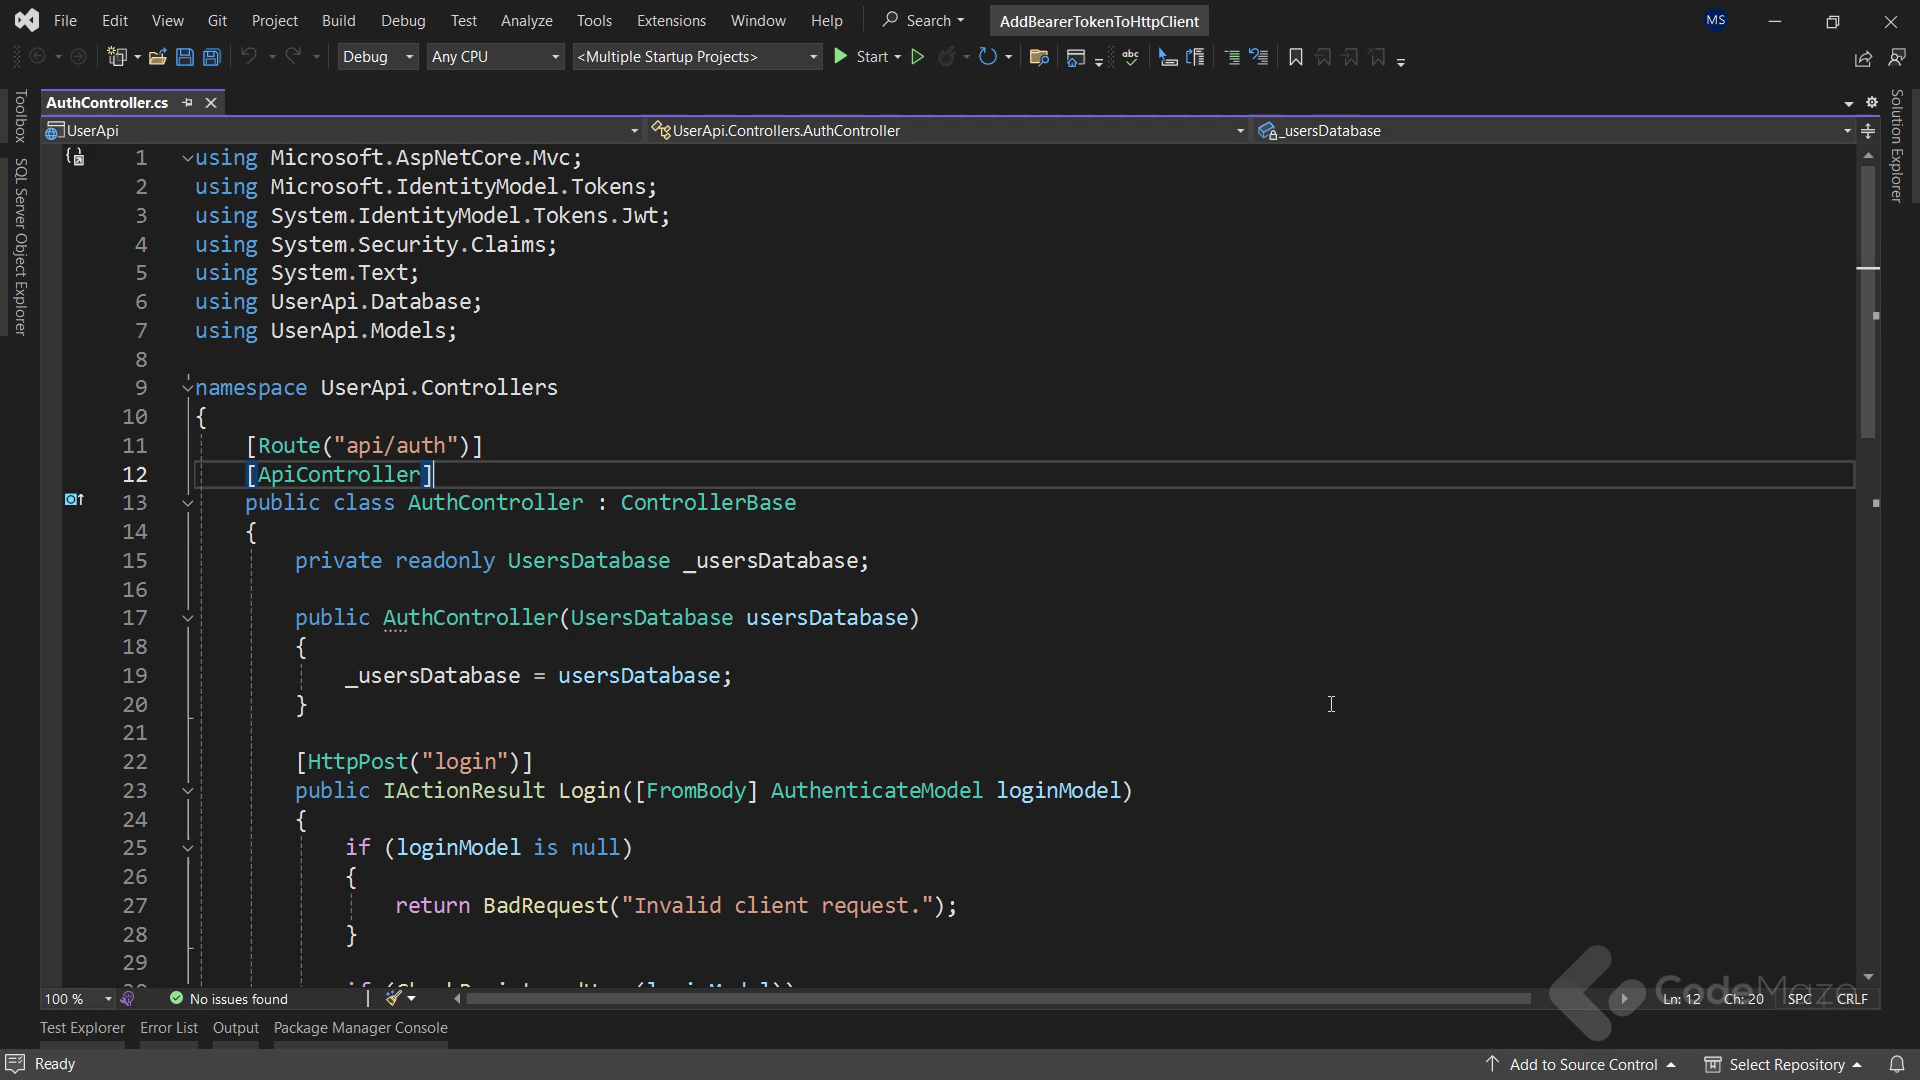 File Edit View Git Project Build Debug Test Analyze Tools Extensions Window Help Search AddBearerTokenToHttpClient MS
Debug Any CPU <Multiple Startup Projects> Start
Toolbox
SQL Server Object Explorer
Solution Explorer
AuthController.cs
UserApi UserApi.Controllers.AuthController _usersDatabase
1 using Microsoft.AspNetCore.Mvc;
2 using Microsoft.IdentityModel.Tokens;
3 using System.IdentityModel.Tokens.Jwt;
4 using System.Security.Claims;
5 using System.Text;
6 using UserApi.Database;
7 using UserApi.Models;
8
9 namespace UserApi.Controllers
10 {
11 [Route("api/auth")]
12 [ApiController]
13 public class AuthController : ControllerBase
14 {
15 private readonly UsersDatabase _usersDatabase;
16
17 public AuthController(UsersDatabase usersDatabase)
18 {
19 _usersDatabase = usersDatabase;
20 }
21
22 [HttpPost("login")]
23 public IActionResult Login([FromBody] AuthenticateModel loginModel)
24 {
25 if (loginModel is null)
26 {
27 return BadRequest("Invalid client request.");
28 }
29
100 % No issues found Ln: 12 Ch: 20 SPC CRLF
CodeMaze
Test Explorer Error List Output Package Manager Console
Ready Add to Source Control Select Repository